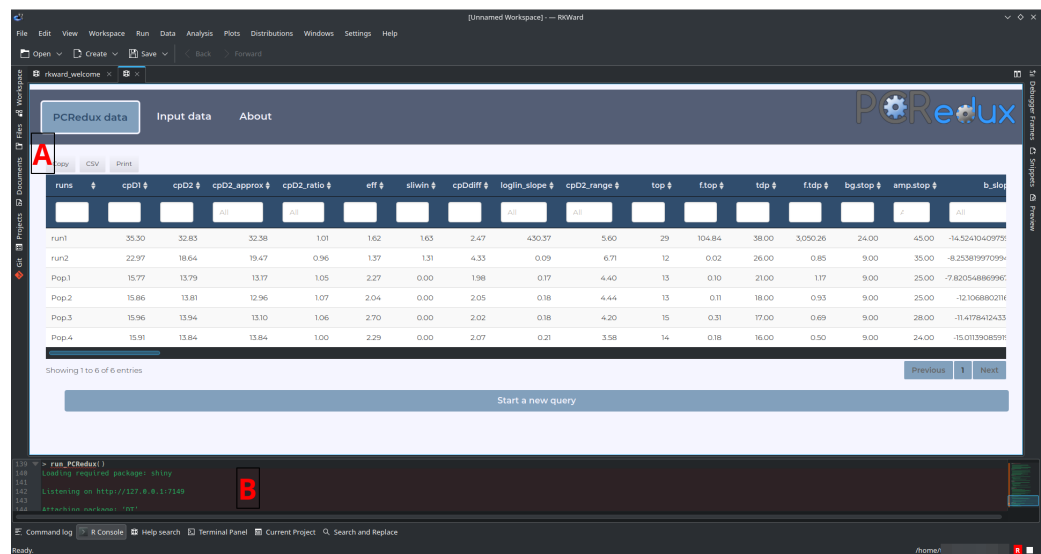 [Unnamed Workspace] - — RKWard
File Edit View Workspace Run Data Analysis Plots Distributions Windows Settings Help
Open Create Save Back Forward
rkward_welcome
Workspace
Files
Documents
Projects
Git
Debugger Frames
Snippets
Preview
PCRedux data Input data About PCRedux
A
Copy CSV Print
runs cpD1 cpD2 cpD2_approx cpD2_ratio eff sliwin cpDdiff loglin_slope cpD2_range top f.top tdp f.tdp bg.stop amp.stop b_slop
All All All All All
run1 35.30 32.83 32.38 1.01 1.62 1.63 2.47 430.37 5.60 29 104.84 38.00 3,050.26 24.00 45.00 -14.5241040975
run2 22.97 18.64 19.47 0.96 1.37 1.31 4.33 0.09 6.71 12 0.02 26.00 0.85 9.00 35.00 -8.253819970994
Pop.1 15.77 13.79 13.17 1.05 2.27 0.00 1.98 0.17 4.40 13 0.10 21.00 1.17 9.00 25.00 -7.82054886996
Pop.2 15.86 13.81 12.96 1.07 2.04 0.00 2.05 0.18 4.44 13 0.11 18.00 0.93 9.00 25.00 -12.1068802116
Pop.3 15.96 13.94 13.10 1.06 2.70 0.00 2.02 0.18 4.20 15 0.31 17.00 0.69 9.00 28.00 -11.4178412433
Pop.4 15.91 13.84 13.84 1.00 2.29 0.00 2.07 0.21 3.58 14 0.18 16.00 0.50 9.00 24.00 -15.0113908591
Showing 1 to 6 of 6 entries Previous 1 Next
Start a new query
139 > run_PCRedux()
140 Loading required package: shiny
141
142 Listening on http://127.0.0.1:7149
143
144 Attaching package: 'DT'
B
Command log R Console Help search Terminal Panel Current Project Search and Replace
Ready. /home/ R